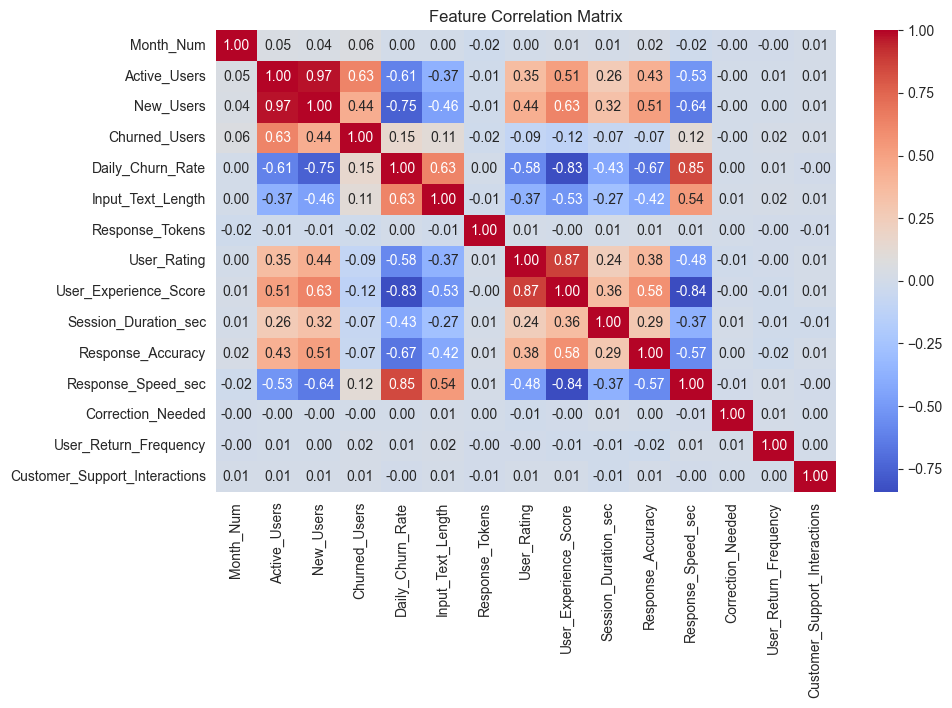 Feature Correlation Matrix
Month_Num 1.00 0.05 0.04 0.06 0.00 0.00 -0.02 0.00 0.01 0.01 0.02 -0.02 -0.00 -0.00 0.01
Active_Users 0.05 1.00 0.97 0.63 -0.61 -0.37 -0.01 0.35 0.51 0.26 0.43 -0.53 -0.00 0.01 0.01
New_Users 0.04 0.97 1.00 0.44 -0.75 -0.46 -0.01 0.44 0.63 0.32 0.51 -0.64 -0.00 0.00 0.01
Churned_Users 0.06 0.63 0.44 1.00 0.15 0.11 -0.02 -0.09 -0.12 -0.07 -0.07 0.12 -0.00 0.02 0.01
Daily_Churn_Rate 0.00 -0.61 -0.75 0.15 1.00 0.63 0.00 -0.58 -0.83 -0.43 -0.67 0.85 0.00 0.01 -0.00
Input_Text_Length 0.00 -0.37 -0.46 0.11 0.63 1.00 -0.01 -0.37 -0.53 -0.27 -0.42 0.54 0.01 0.02 0.01
Response_Tokens -0.02 -0.01 -0.01 -0.02 0.00 -0.01 1.00 0.01 -0.00 0.01 0.01 0.01 0.00 -0.00 0.01
User_Rating 0.00 0.35 0.44 -0.09 -0.58 -0.37 0.01 1.00 0.87 0.24 0.38 -0.48 -0.01 -0.00 0.01
User_Experience_Score 0.01 0.51 0.63 -0.12 -0.83 -0.53 -0.00 0.87 1.00 0.36 0.58 -0.84 -0.00 -0.01 0.01
Session_Duration_sec 0.01 0.26 0.32 -0.07 -0.43 -0.27 0.01 0.24 0.36 1.00 0.29 -0.37 0.01 -0.01 -0.01
Response_Accuracy 0.02 0.43 0.51 -0.07 -0.67 -0.42 0.01 0.38 0.58 0.29 1.00 -0.57 0.00 -0.02 0.01
Response_Speed_sec -0.02 -0.53 -0.64 0.12 0.85 0.54 0.01 -0.48 -0.84 -0.37 -0.57 1.00 -0.01 0.01 -0.00
Correction_Needed -0.00 -0.00 -0.00 -0.00 0.00 0.01 0.00 -0.01 -0.00 0.01 0.00 -0.01 1.00 0.01 0.00
User_Return_Frequency -0.00 0.01 0.00 0.02 0.01 0.02 -0.00 -0.00 -0.01 -0.01 -0.02 0.01 0.01 1.00 0.00
Customer_Support_Interactions 0.01 0.01 0.01 0.01 -0.00 0.01 0.01 0.01 0.01 -0.01 0.01 -0.00 0.00 0.00 1.00
Month_Num
Active_Users
New_Users
Churned_Users
Daily_Churn_Rate
Input_Text_Length
Response_Tokens
User_Rating
User_Experience_Score
Session_Duration_sec
Response_Accuracy
Response_Speed_sec
Correction_Needed
User_Return_Frequency
Customer_Support_Interactions
1.00
0.75
0.50
0.25
0.00
−0.25
−0.50
−0.75